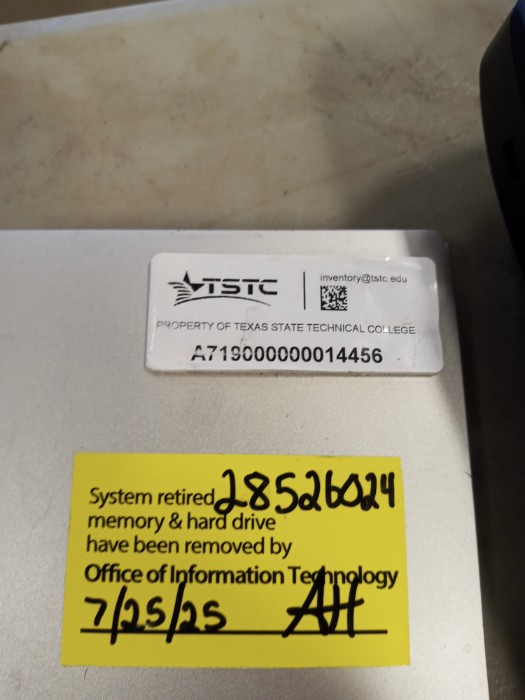 TSTC
inventory@tstc.edu
PROPERTY OF TEXAS STATE TECHNICAL COLLEGE
A719000000014456
System retired 28526024
memory & hard drive
have been removed by
Office of Information Technology
7/25/25 AH